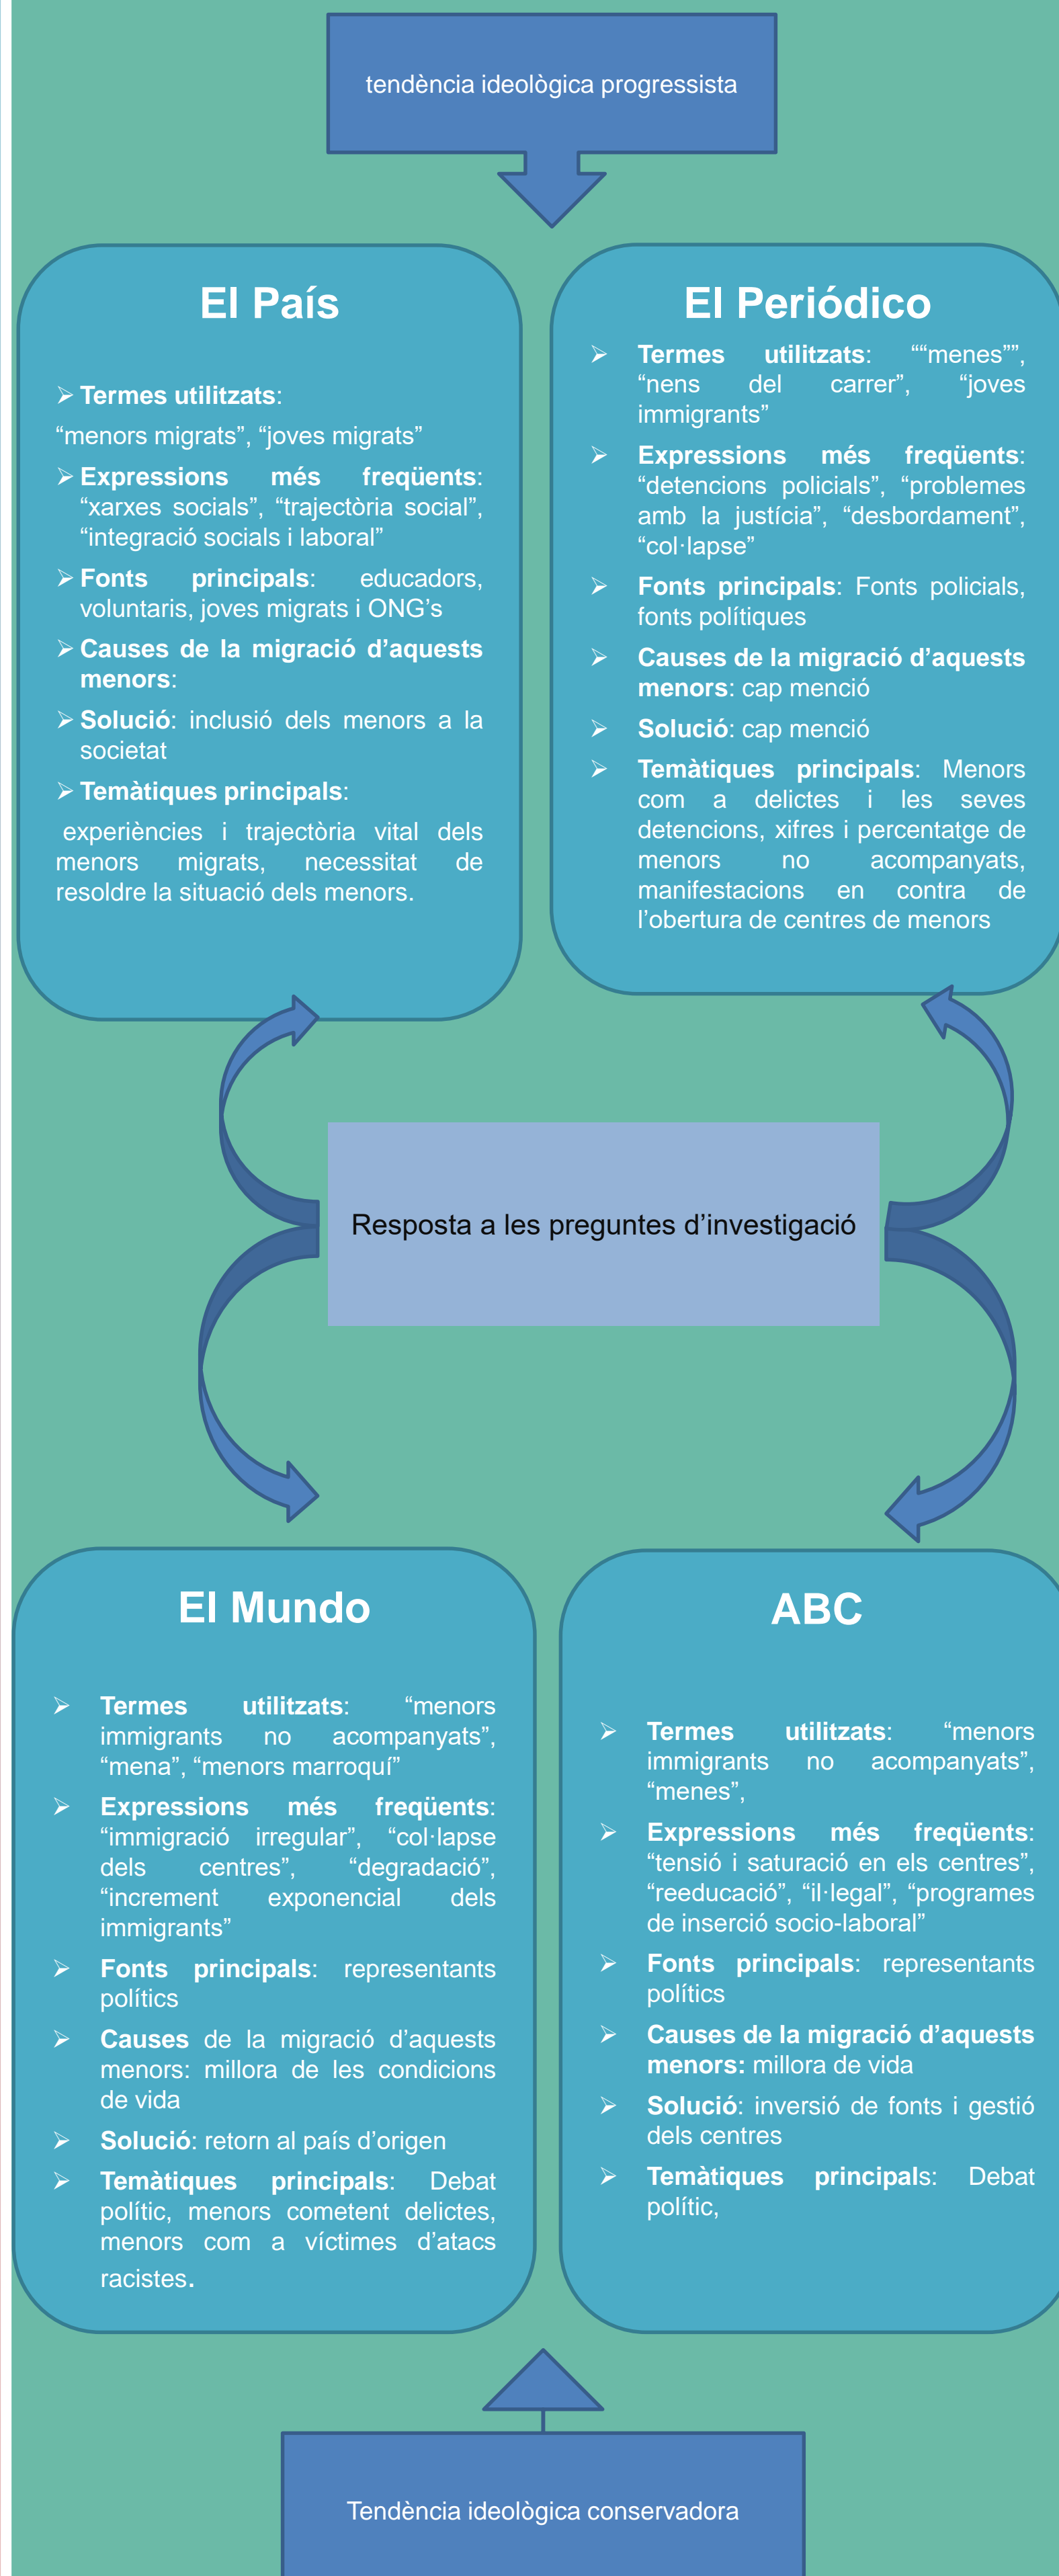 tendència ideològica progressista
El País
➢ Termes utilitzats:
“menors migrats”, “joves migrats”
➢ Expressions més freqüents:
“xarxes socials”, “trajectòria social”,
“integració socials i laboral”
➢ Fonts principals: educadors,
voluntaris, joves migrats i ONG’s
➢ Causes de la migració d’aquests
menors:
➢ Solució: inclusió dels menors a la
societat
➢ Temàtiques principals:
experiències i trajectòria vital dels
menors migrats, necessitat de
resoldre la situació dels menors.
El Periódico
➢ Termes utilitzats: ““menes””,
“nens del carrer”, “joves
immigrants”
➢ Expressions més freqüents:
“detencions policials”, “problemes
amb la justícia”, “desbordament”,
“col·lapse”
➢ Fonts principals: Fonts policials,
fonts polítiques
➢ Causes de la migració d’aquests
menors: cap menció
➢ Solució: cap menció
➢ Temàtiques principals: Menors
com a delictes i les seves
detencions, xifres i percentatge de
menors no acompanyats,
manifestacions en contra de
l’obertura de centres de menors
Resposta a les preguntes d’investigació
El Mundo
➢ Termes utilitzats: “menors
immigrants no acompanyats”,
“mena”, “menors marroquí”
➢ Expressions més freqüents:
“immigració irregular”, “col·lapse
dels centres”, “degradació”,
“increment exponencial dels
immigrants”
➢ Fonts principals: representants
polítics
➢ Causes de la migració d’aquests
menors: millora de les condicions
de vida
➢ Solució: retorn al país d’origen
➢ Temàtiques principals: Debat
polític, menors cometent delictes,
menors com a víctimes d’atacs
racistes.
ABC
➢ Termes utilitzats: “menors
immigrants no acompanyats”,
“menes”,
➢ Expressions més freqüents:
“tensió i saturació en els centres”,
“reeducació”, “il·legal”, “programes
de inserció socio-laboral”
➢ Fonts principals: representants
polítics
➢ Causes de la migració d’aquests
menors: millora de vida
➢ Solució: inversió de fonts i gestió
dels centres
➢ Temàtiques principals: Debat
polític,
Tendència ideològica conservadora